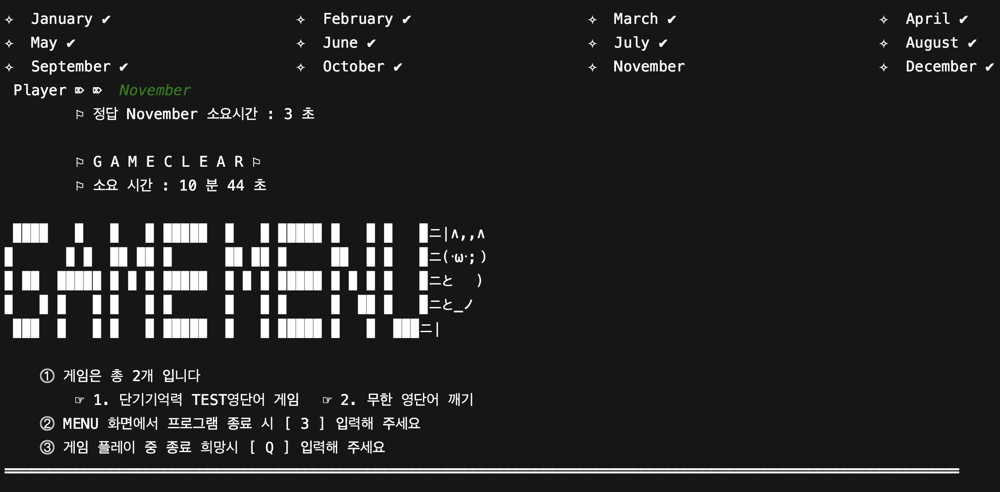 ✧ January ✔ ✧ February ✔ ✧ March ✔ ✧ April ✔
✧ May ✔ ✧ June ✔ ✧ July ✔ ✧ August ✔
✧ September ✔ ✧ October ✔ ✧ November ✧ December ✔
Player ⌦ ⌦ November
⚐ 정답 November 소요시간 : 3 초
⚐ G A M E C L E A R ⚐
⚐ 소요 시간 : 10 분 44 초
GAME MENU
ニ|∧,,∧
ニ(·ω·; )
ニと )
ニと_ノ
ニ|
① 게임은 총 2개 입니다
☞ 1. 단기기억력 TEST영단어 게임 ☞ 2. 무한 영단어 깨기
② MENU 화면에서 프로그램 종료 시 [ 3 ] 입력해 주세요
③ 게임 플레이 중 종료 희망시 [ Q ] 입력해 주세요